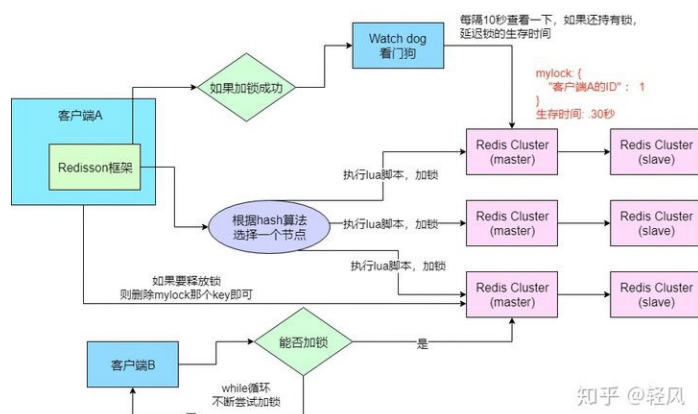 每隔10秒查看一下，如果还持有锁，
延迟锁的生存时间
Watch dog
看门狗
如果加锁成功
mylock: {
"客户端A的ID" : 1
}
生存时间: .30秒
客户端A
Redisson框架
Redis Cluster
(master)
Redis Cluster
(slave)
执行lua脚本，加锁
根据hash算法
选择一个节点
执行lua脚本，加锁
Redis Cluster
(master)
Redis Cluster
(slave)
执行lua脚本，加锁
如果要释放锁
则删除mylock那个key即可
Redis Cluster
(master)
Redis Cluster
(slave)
能否加锁
是
客户端B
while循环
不断尝试加锁
知乎 @轻风